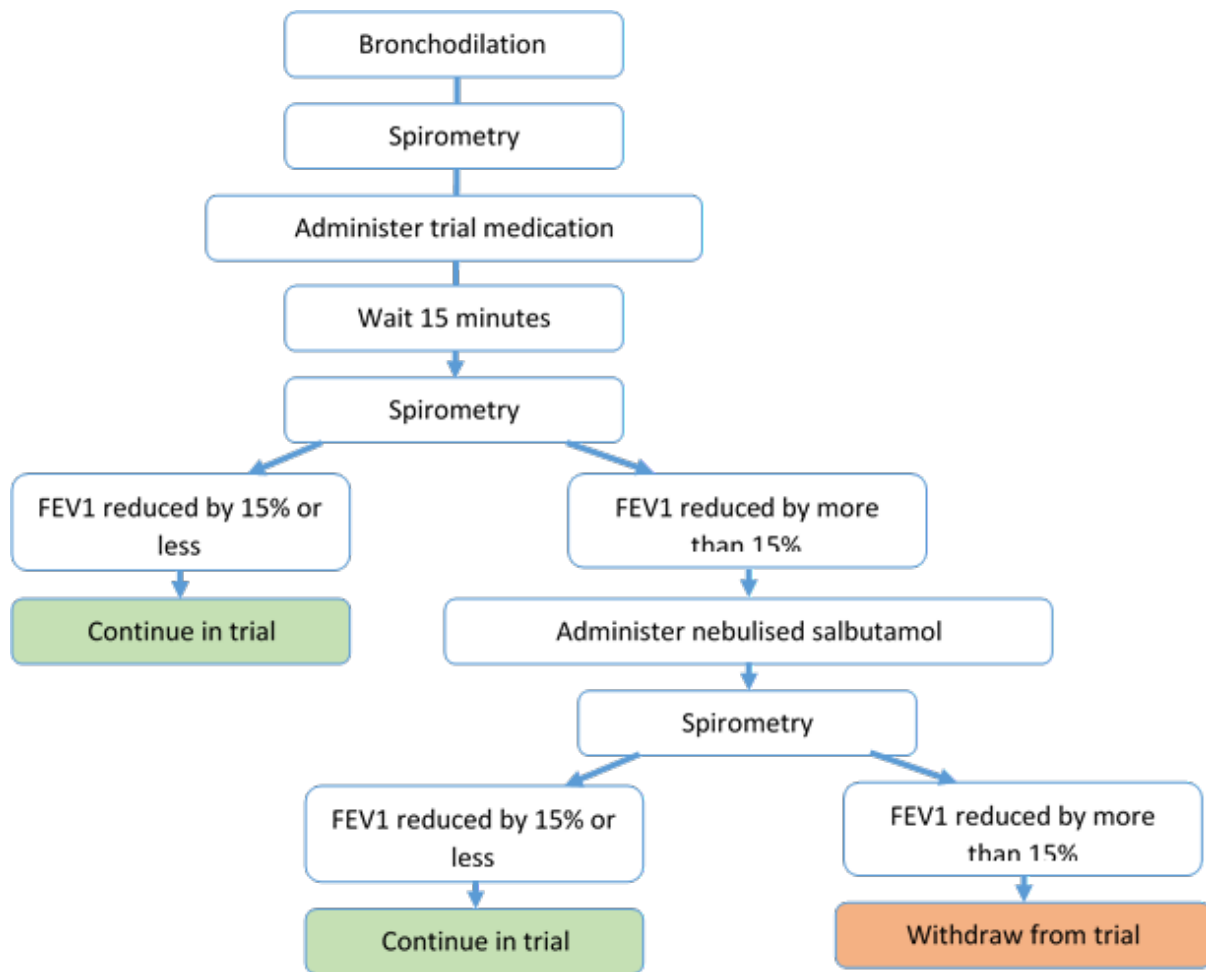 Bronchodilation
Spirometry
Administer trial medication
Wait 15 minutes
Spirometry
FEV1 reduced by 15% or
less
FEV1 reduced by more
than 15%
Continue in trial
Administer nebulised salbutamol
Spirometry
FEV1 reduced by 15% or
less
FEV1 reduced by more
than 15%
Continue in trial
Withdraw from trial